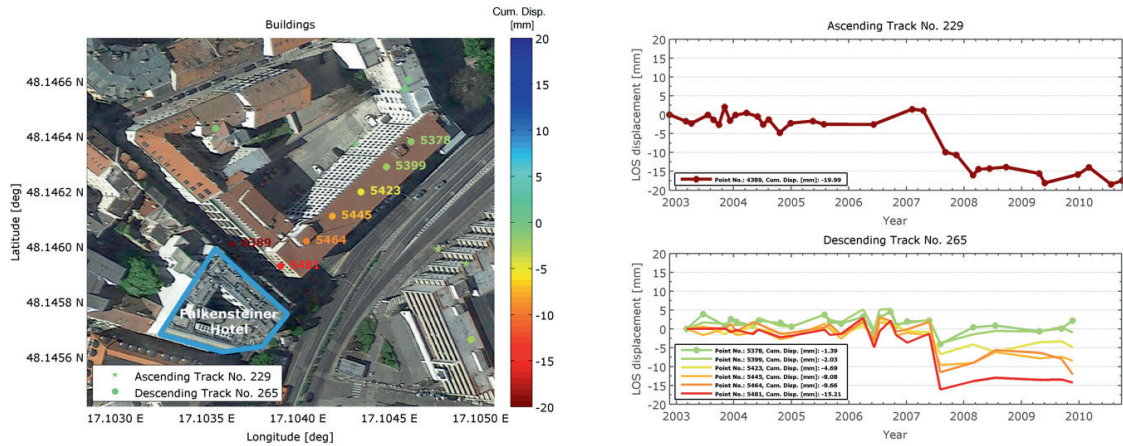 Cum. Disp.
[mm]
Buildings
48.1466 N
48.1464 N
48.1462 N
48.1460 N
48.1458 N
48.1456 N
Latitude [deg]
5378
5399
5423
5445
5464
4389
5481
Falkensteiner
Hotel
Ascending Track No. 229
Descending Track No. 265
17.1030 E
17.1035 E
17.1040 E
17.1045 E
17.1050 E
Longitude [deg]
20
15
10
5
0
-5
-10
-15
-20
Ascending Track No. 229
LOS displacement [mm]
20
15
10
5
0
-5
-10
-15
-20
Point No.: 4389, Cum. Disp. [mm]: -19.99
2003 2004 2005 2006 2007 2008 2009 2010
Year
Descending Track No. 265
LOS displacement [mm]
20
15
10
5
0
-5
-10
-15
-20
Point No.: 5378, Cum. Disp. [mm]: -1.39
Point No.: 5399, Cum. Disp. [mm]: -2.03
Point No.: 5423, Cum. Disp. [mm]: -4.69
Point No.: 5445, Cum. Disp. [mm]: -8.08
Point No.: 5464, Cum. Disp. [mm]: -9.66
Point No.: 5481, Cum. Disp. [mm]: -15.21
2003 2004 2005 2006 2007 2008 2009 2010
Year